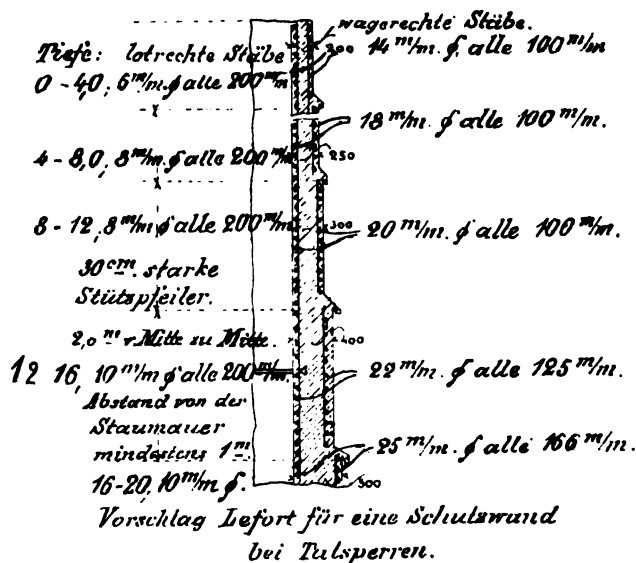 wagerechte Stäbe.
Tiefe: lotrechte Stäbe 200 14 m/m. ϕ alle 100 m/m
0-4,0, 6 m/m. ϕ alle 200 m/m
18 m/m. ϕ alle 100 m/m.
4-8,0, 8 m/m ϕ alle 200 m/m 250
8-12, 8 m/m ϕ alle 200 m/m 300 20 m/m. ϕ alle 100 m/m.
30 cm. starke
Stützpfeiler.
2,0 m v. Mitte zu Mitte. 400
12 16, 10 m/m ϕ alle 200 m/m. 22 m/m. ϕ alle 125 m/m.
Abstand von der
Staumauer
mindestens 1 m 25 m/m. ϕ alle 166 m/m.
16-20, 10 m/m ϕ. 500
Vorschlag Lefort für eine Schutzwand
bei Talsperren.